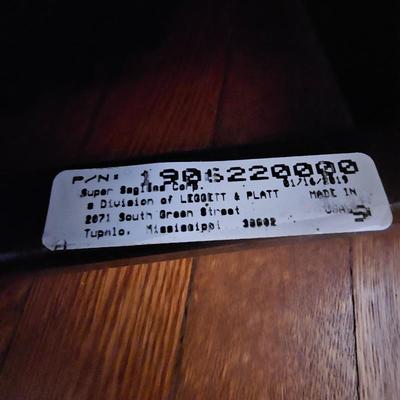 P/N: 1906220000
Super Sagless Corp. 01/16/2019
a Division of LEGGETT & PLATT MADE IN
2071 South Green Street USA
Tupelo, Mississippi 38802